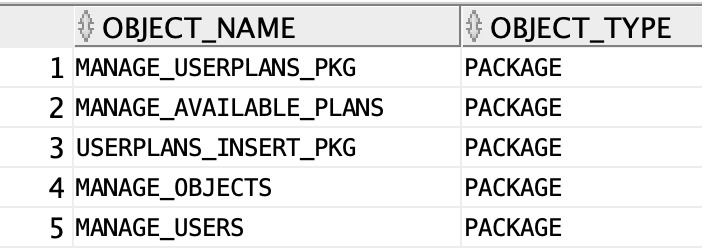 OBJECT_NAME OBJECT_TYPE
1 MANAGE_USERPLANS_PKG PACKAGE
2 MANAGE_AVAILABLE_PLANS PACKAGE
3 USERPLANS_INSERT_PKG PACKAGE
4 MANAGE_OBJECTS PACKAGE
5 MANAGE_USERS PACKAGE